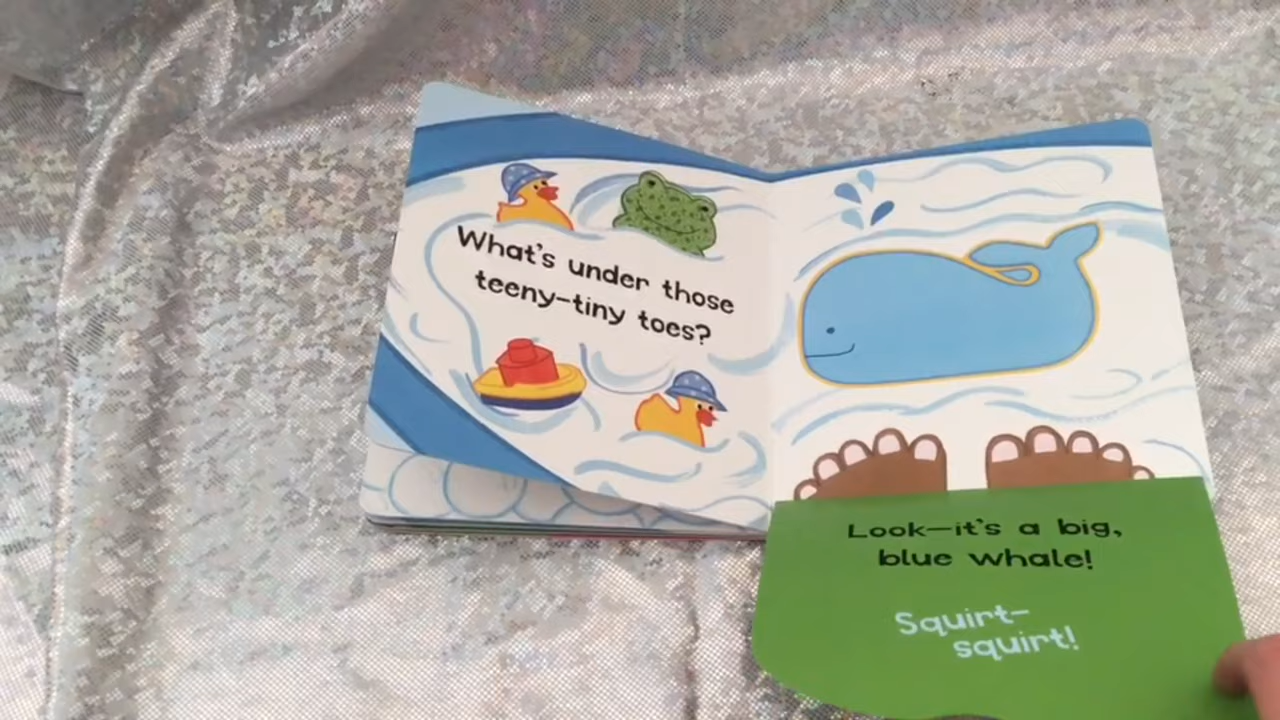 What's under those
teeny-tiny toes?
Look—it's a big,
blue whale!
Squirt-
squirt!